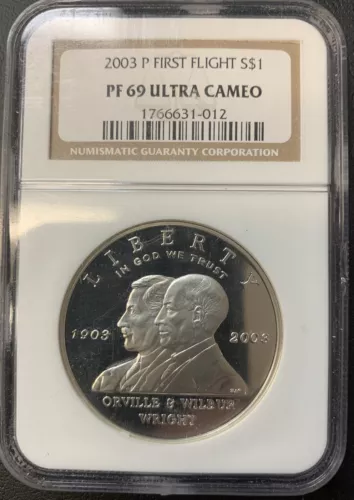 2003 P FIRST FLIGHT S$1
PF 69 ULTRA CAMEO
1766631-012
NUMISMATIC GUARANTY CORPORATION
LIBERTY
IN GOD WE TRUST
1903 2003
ORVILLE & WILBUR
WRIGHT